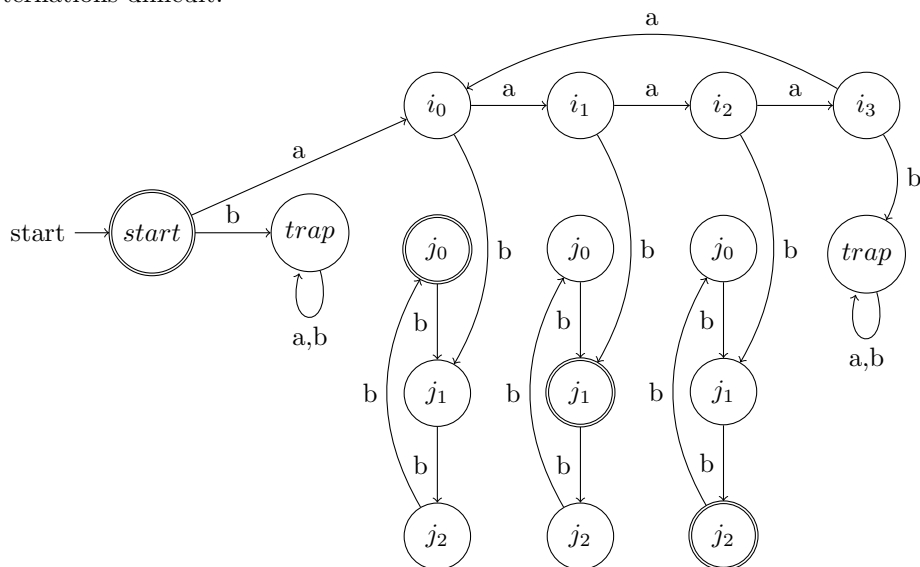 ternations difficult.
a
i₀ a i₁ a i₂ a i₃
a
b
start start b trap j₀ b j₀ b j₀ b trap
b b b
a,b a,b
b j₁ b j₁ b j₁
b b b
j₂ j₂ j₂